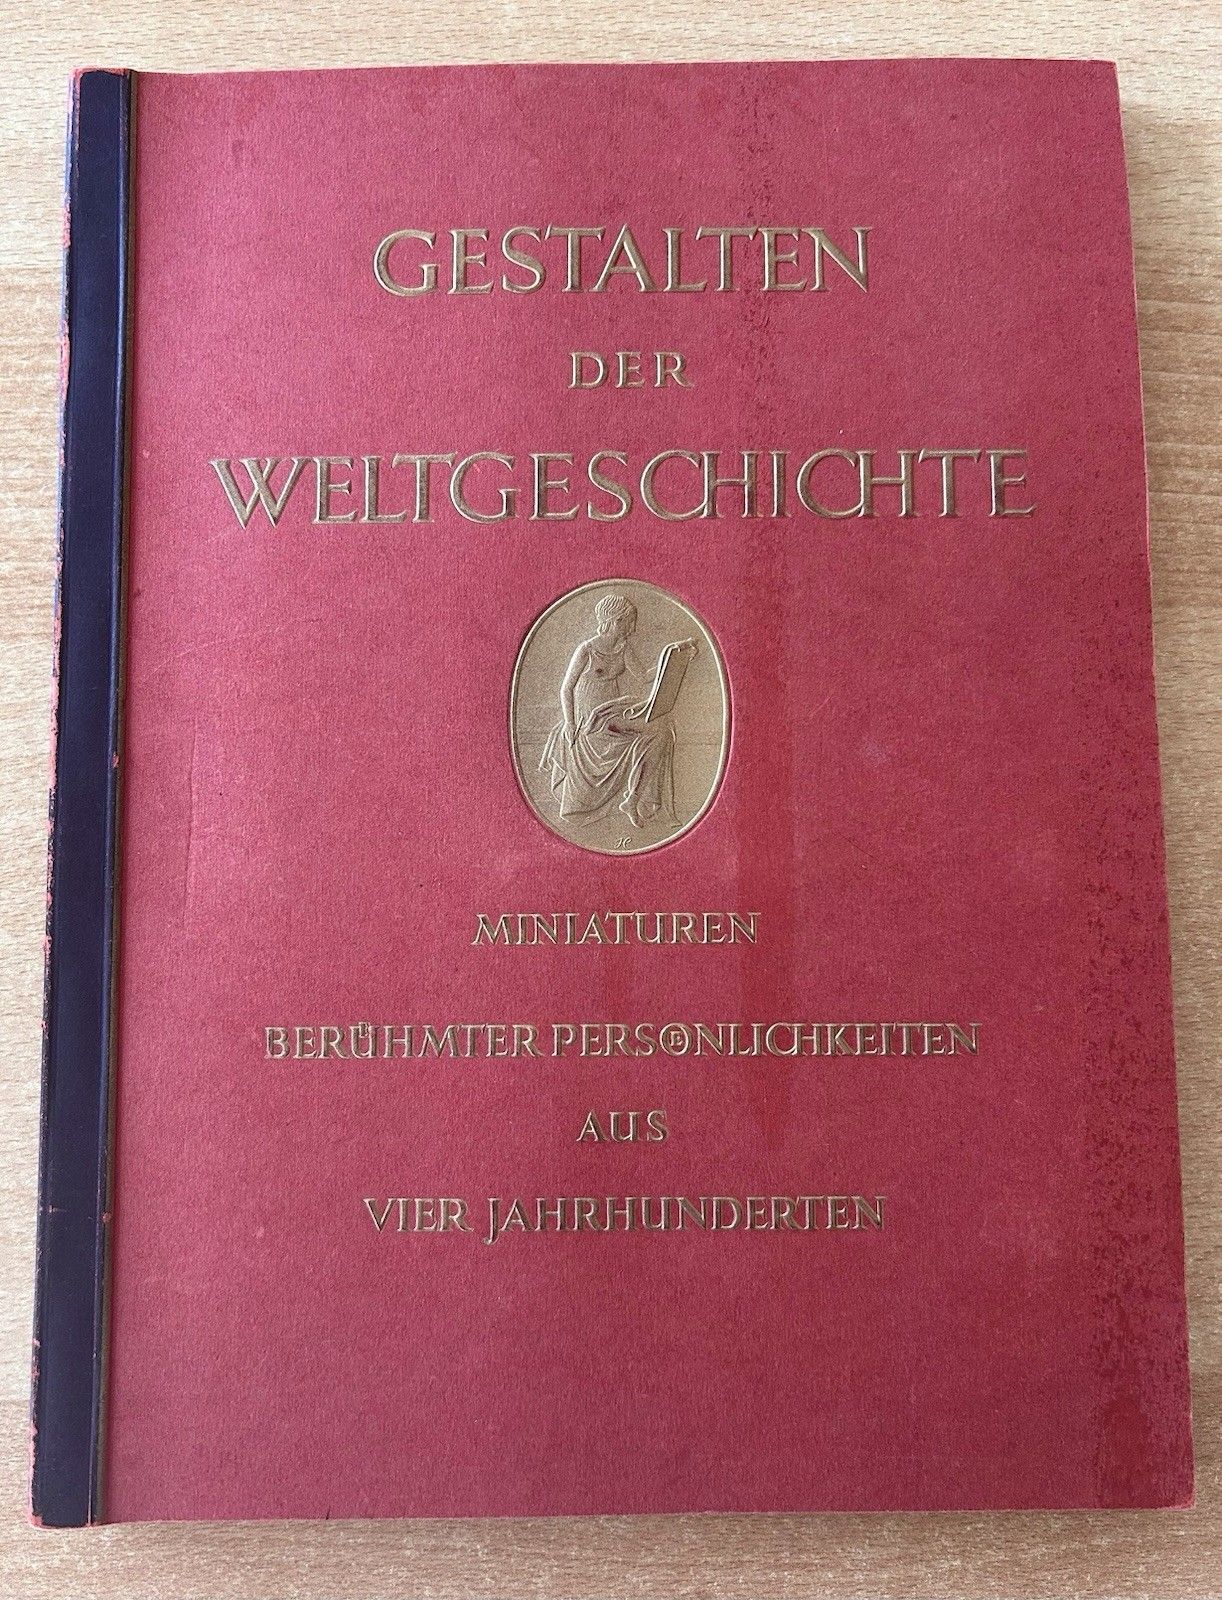 GESTALTEN
DER
WELTGESCHICHTE
MINIATUREN
BERÜHMTER PERSÖNLICHKEITEN
AUS
VIER JAHRHUNDERTEN